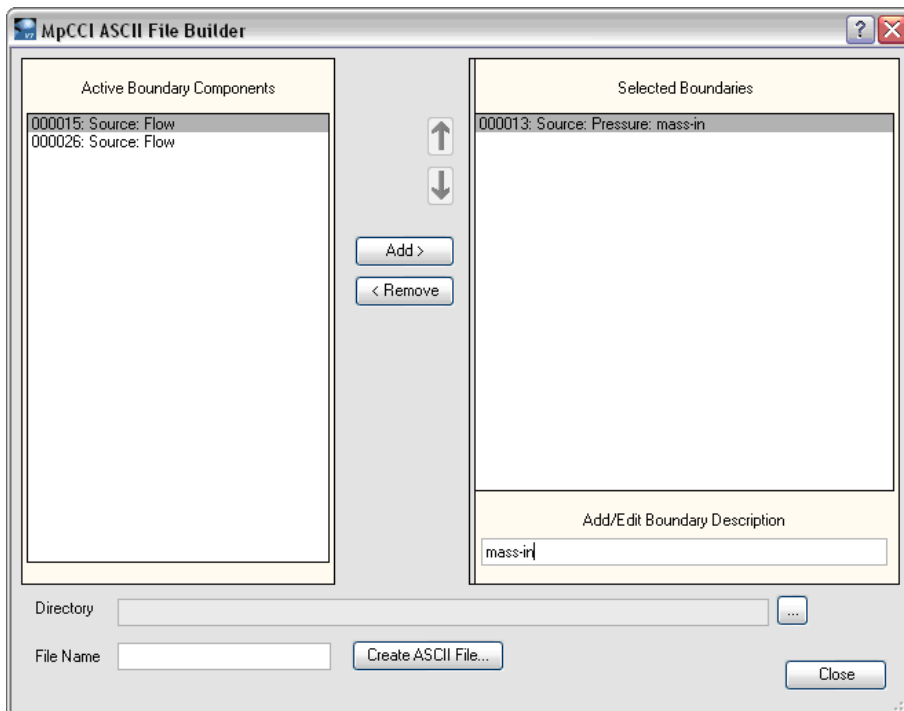 MpCCI ASCII File Builder
Active Boundary Components
000015: Source: Flow
000026: Source: Flow
Add >
< Remove
Selected Boundaries
000013: Source: Pressure: mass-in
Add/Edit Boundary Description
mass-in
Directory
...
File Name
Create ASCII File...
Close